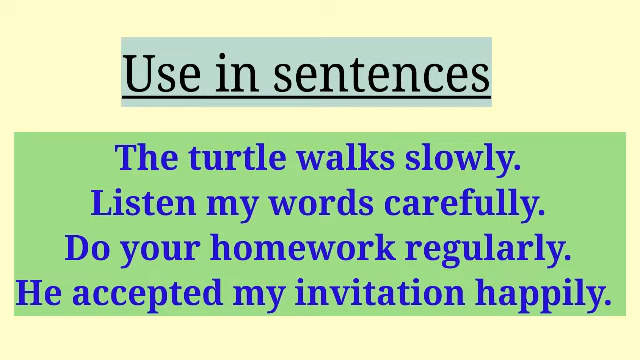 Use in sentences
The turtle walks slowly.
Listen my words carefully.
Do your homework regularly.
He accepted my invitation happily.